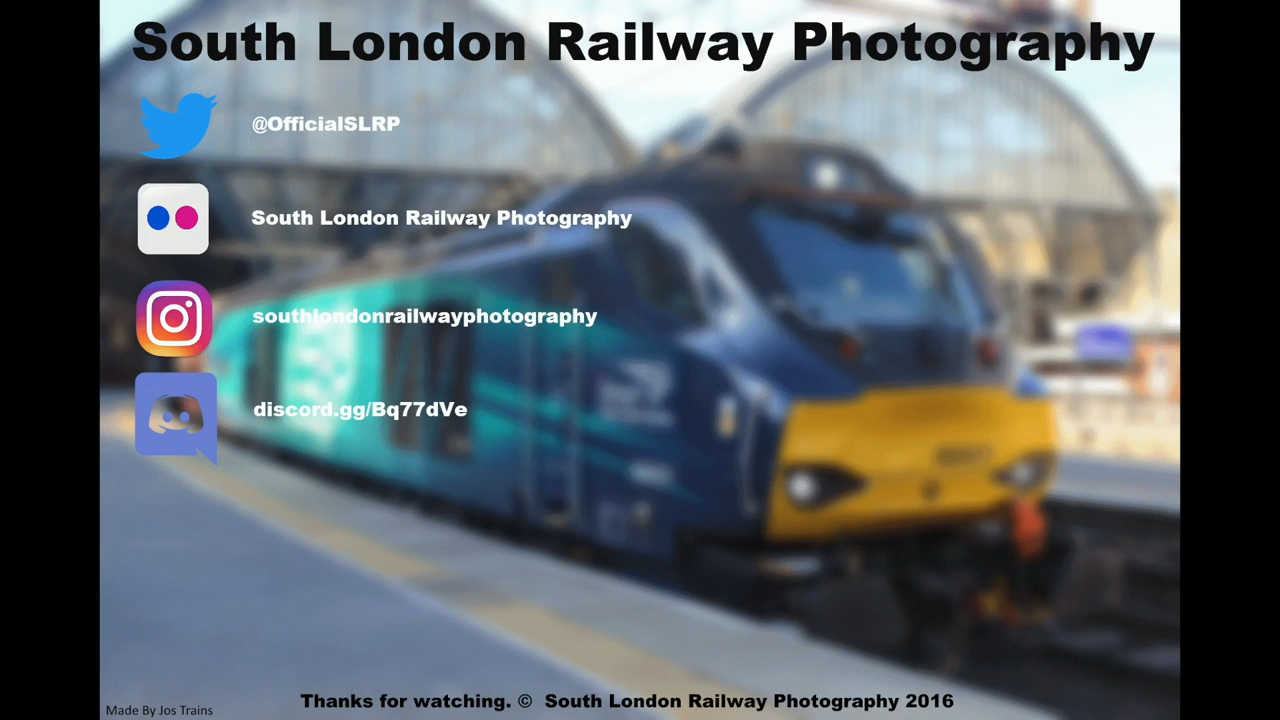 South London Railway Photography
@OfficialSLRP
South London Railway Photography
southlondonrailwayphotography
discord.gg/Bq77dVe
Thanks for watching. © South London Railway Photography 2016
Made By Jos Trains